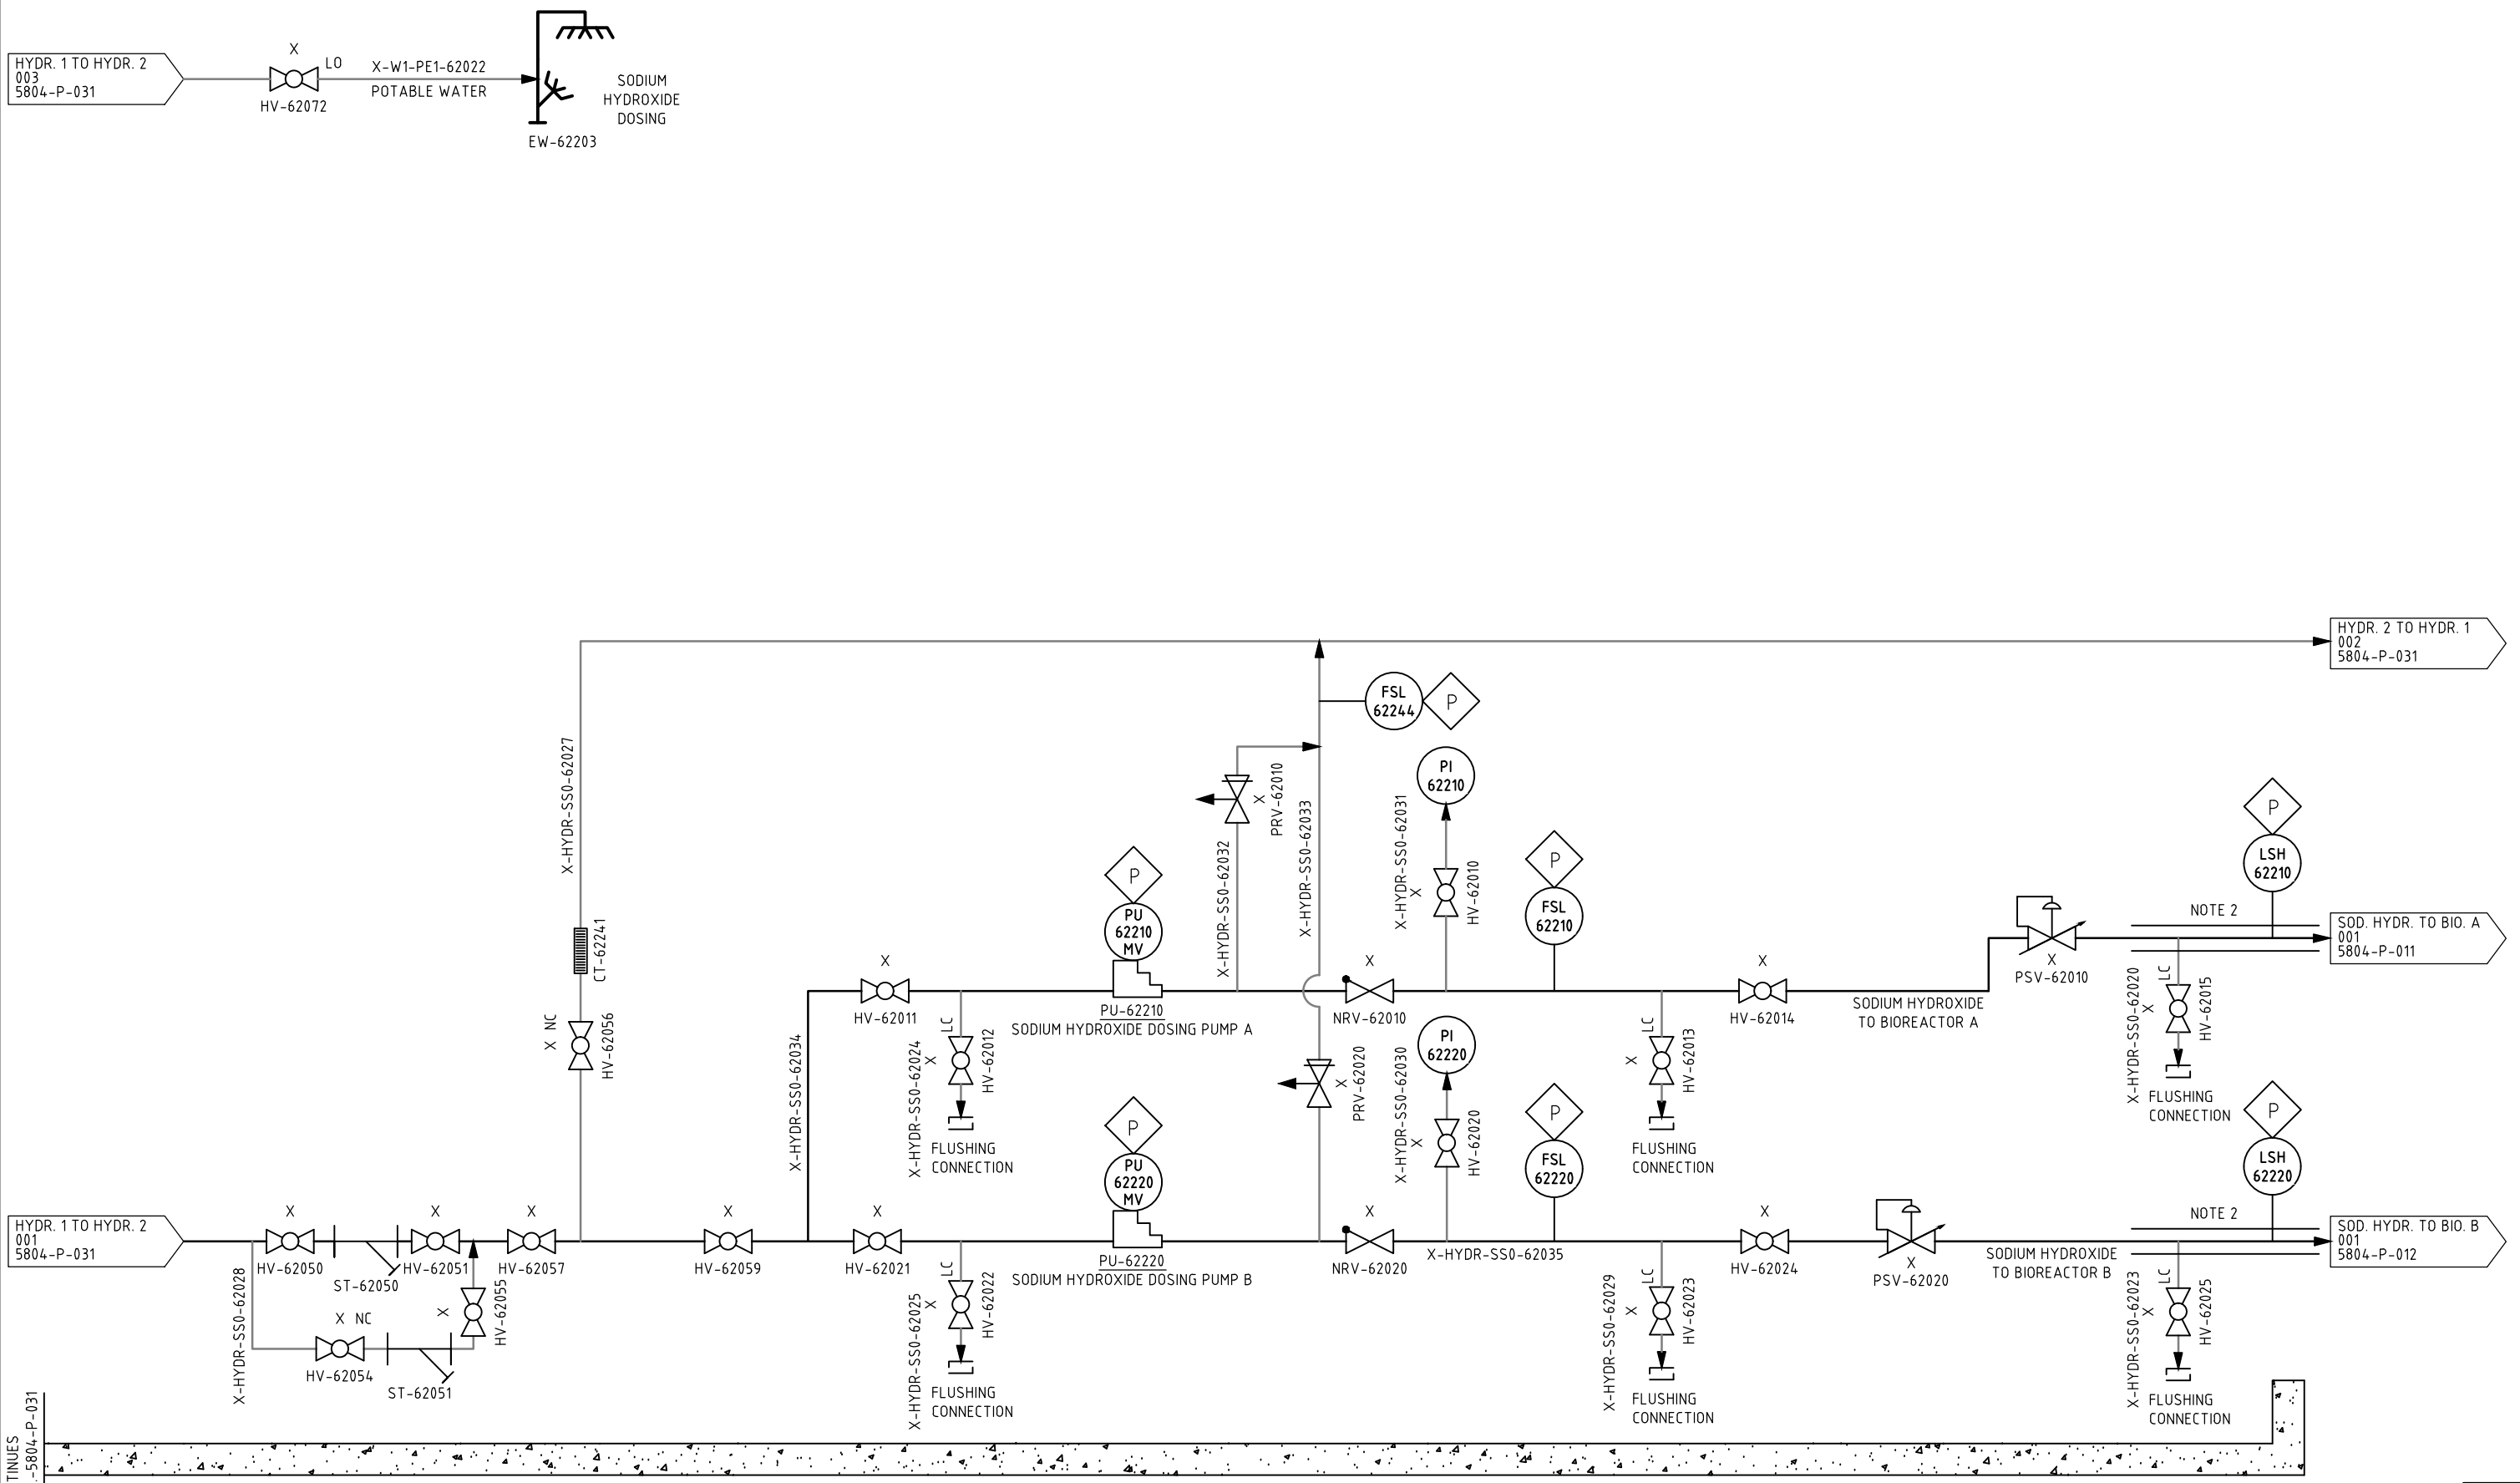 HYDR. 1 TO HYDR. 2
003
5804-P-031
X
LO
HV-62072
X-W1-PE1-62022
POTABLE WATER
SODIUM
HYDROXIDE
DOSING
EW-62203
HYDR. 2 TO HYDR. 1
002
5804-P-031
X-HYDR-SS0-62027
CT-62241
X NC
HV-62056
FSL
62244
P
X-HYDR-SS0-62032
X
PRV-62010
X-HYDR-SS0-62033
PI
62210
X-HYDR-SS0-62031
X
HV-62010
P
PU
62210
MV
P
FSL
62210
P
LSH
62210
NOTE 2
SOD. HYDR. TO BIO. A
001
5804-P-011
X
HV-62011
X-HYDR-SS0-62034
LC
X
X-HYDR-SS0-62024
HV-62012
FLUSHING
CONNECTION
PU-62210
SODIUM HYDROXIDE DOSING PUMP A
X
NRV-62010
LC
X
HV-62013
FLUSHING
CONNECTION
X
HV-62014
SODIUM HYDROXIDE
TO BIOREACTOR A
X
PSV-62010
X-HYDR-SS0-62020
LC
X
HV-62015
FLUSHING
CONNECTION
X
PRV-62020
PI
62220
X-HYDR-SS0-62030
X
HV-62020
P
PU
62220
MV
P
FSL
62220
P
LSH
62220
NOTE 2
SOD. HYDR. TO BIO. B
001
5804-P-012
HYDR. 1 TO HYDR. 2
001
5804-P-031
X
HV-62050
ST-62050
X
HV-62051
X
HV-62057
X-HYDR-SS0-62028
X NC
HV-62054
ST-62051
X
HV-62055
X
HV-62059
X
HV-62021
LC
X
X-HYDR-SS0-62025
HV-62022
FLUSHING
CONNECTION
PU-62220
SODIUM HYDROXIDE DOSING PUMP B
X
NRV-62020
X-HYDR-SS0-62035
X-HYDR-SS0-62029
LC
X
HV-62023
FLUSHING
CONNECTION
X
HV-62024
X
PSV-62020
SODIUM HYDROXIDE
TO BIOREACTOR B
X-HYDR-SS0-62023
LC
X
HV-62025
FLUSHING
CONNECTION
TINUES
-5804-P-031